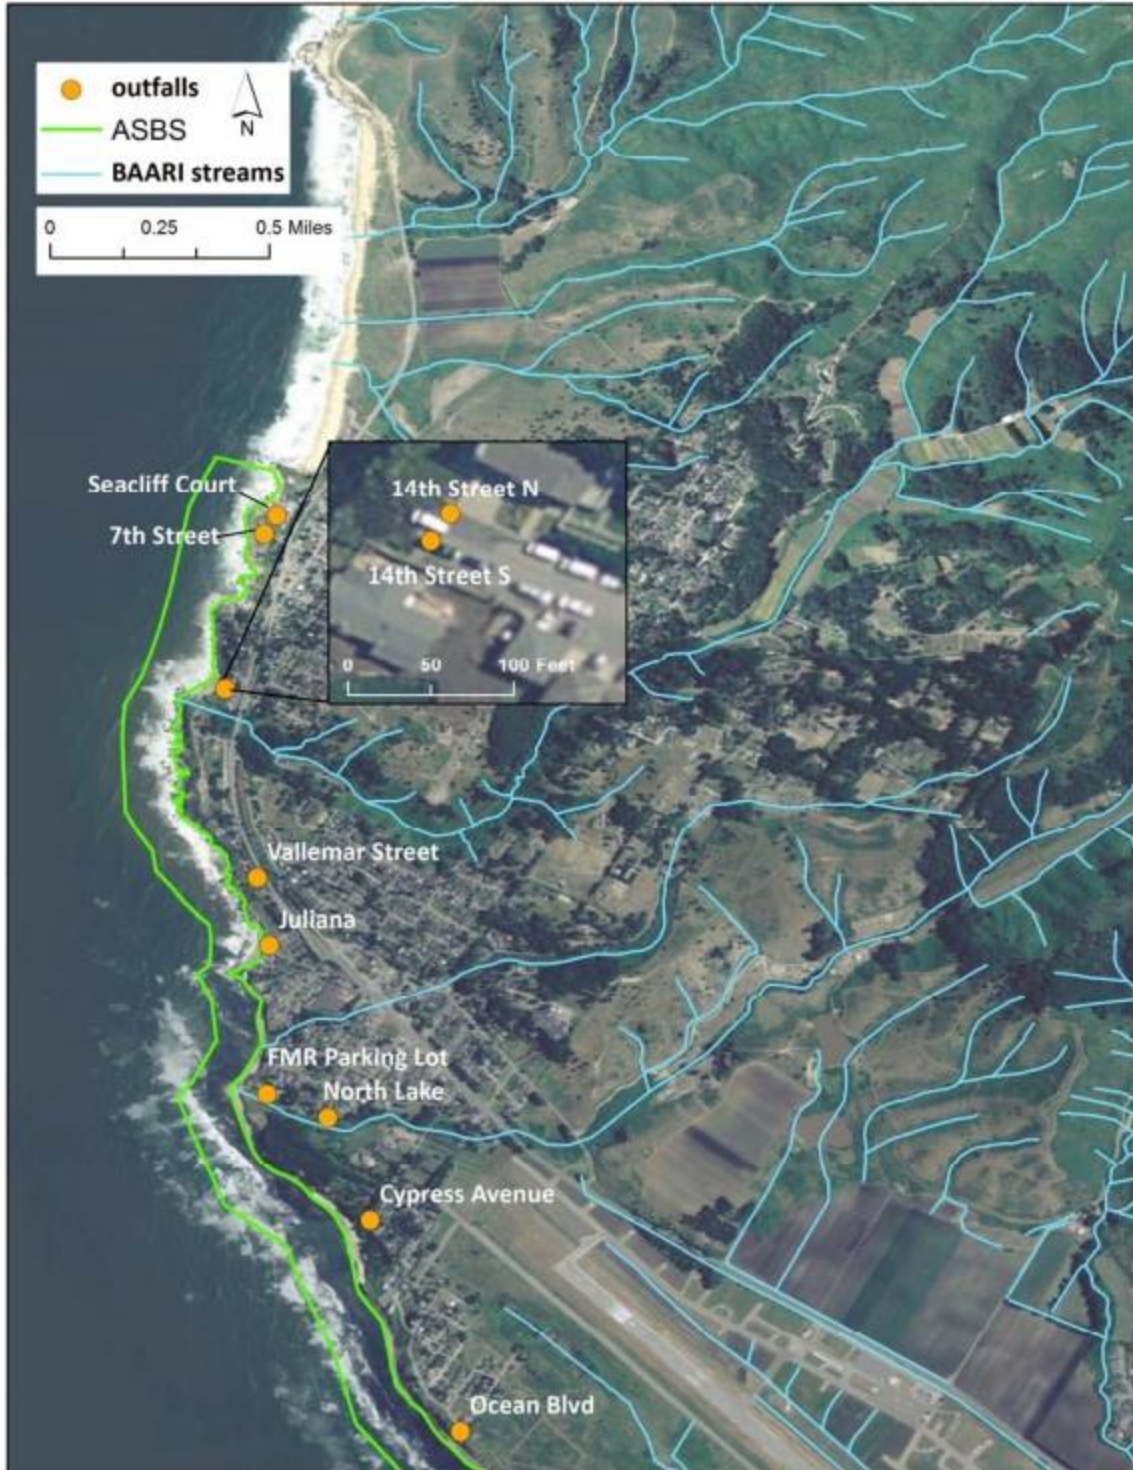 outfalls
N
ASBS
BAARI streams
0 0.25 0.5 Miles
Seacliff Court
7th Street
14th Street N
14th Street S
0 50 100 Feet
Vallemar Street
Juliana
FMR Parking Lot
North Lake
Cypress Avenue
Ocean Blvd